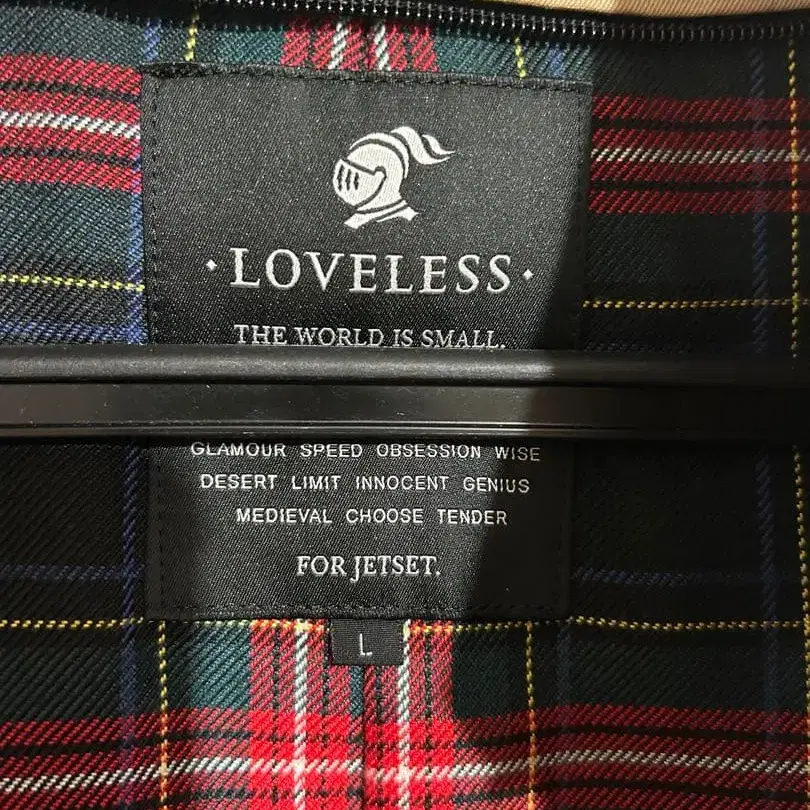 · LOVELESS ·
THE WORLD IS SMALL.
GLAMOUR SPEED OBSESSION WISE
DESERT LIMIT INNOCENT GENIUS
MEDIEVAL CHOOSE TENDER
FOR JETSET.
L